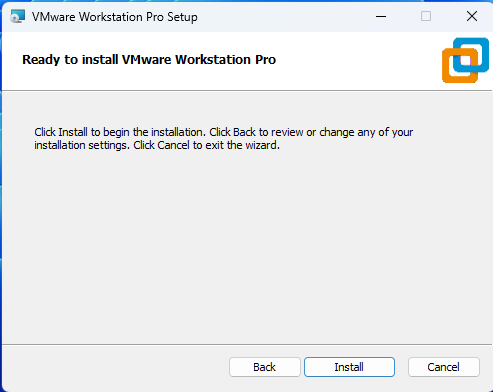 VMware Workstation Pro Setup
Ready to install VMware Workstation Pro
Click Install to begin the installation. Click Back to review or change any of your
installation settings. Click Cancel to exit the wizard.
Back
Install
Cancel